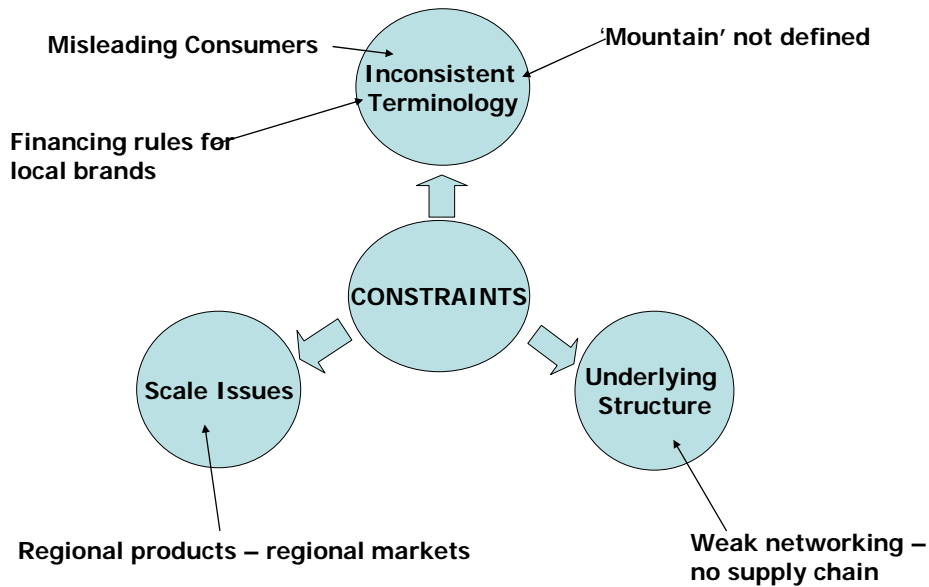 Misleading Consumers
'Mountain' not defined
Inconsistent
Terminology
Financing rules for
local brands
CONSTRAINTS
Scale Issues
Underlying
Structure
Regional products – regional markets
Weak networking –
no supply chain